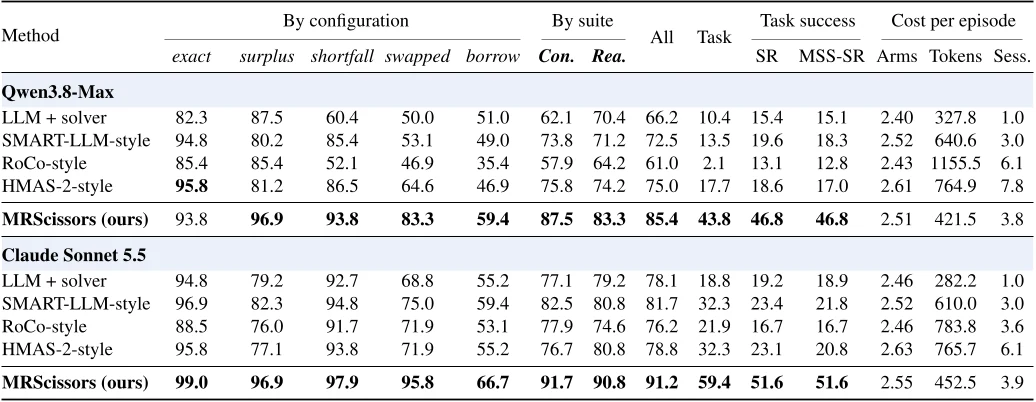 Method By configuration By suite All Task Task success Cost per episode
exact surplus shortfall swapped borrow Con. Rea. SR MSS-SR Arms Tokens Sess.
Qwen3.8-Max
LLM + solver 82.3 87.5 60.4 50.0 51.0 62.1 70.4 66.2 10.4 15.4 15.1 2.40 327.8 1.0
SMART-LLM-style 94.8 80.2 85.4 53.1 49.0 73.8 71.2 72.5 13.5 19.6 18.3 2.52 640.6 3.0
RoCo-style 85.4 85.4 52.1 46.9 35.4 57.9 64.2 61.0 2.1 13.1 12.8 2.43 1155.5 6.1
HMAS-2-style 95.8 81.2 86.5 64.6 46.9 75.8 74.2 75.0 17.7 18.6 17.0 2.61 764.9 7.8
MRScissors (ours) 93.8 96.9 93.8 83.3 59.4 87.5 83.3 85.4 43.8 46.8 46.8 2.51 421.5 3.8
Claude Sonnet 5.5
LLM + solver 94.8 79.2 92.7 68.8 55.2 77.1 79.2 78.1 18.8 19.2 18.9 2.46 282.2 1.0
SMART-LLM-style 96.9 82.3 94.8 75.0 59.4 82.5 80.8 81.7 32.3 23.4 21.8 2.52 610.0 3.0
RoCo-style 88.5 76.0 91.7 71.9 53.1 77.9 74.6 76.2 21.9 16.7 16.7 2.46 783.8 3.6
HMAS-2-style 95.8 77.1 93.8 71.9 55.2 76.7 80.8 78.8 32.3 23.1 20.8 2.63 765.7 6.1
MRScissors (ours) 99.0 96.9 97.9 95.8 66.7 91.7 90.8 91.2 59.4 51.6 51.6 2.55 452.5 3.9